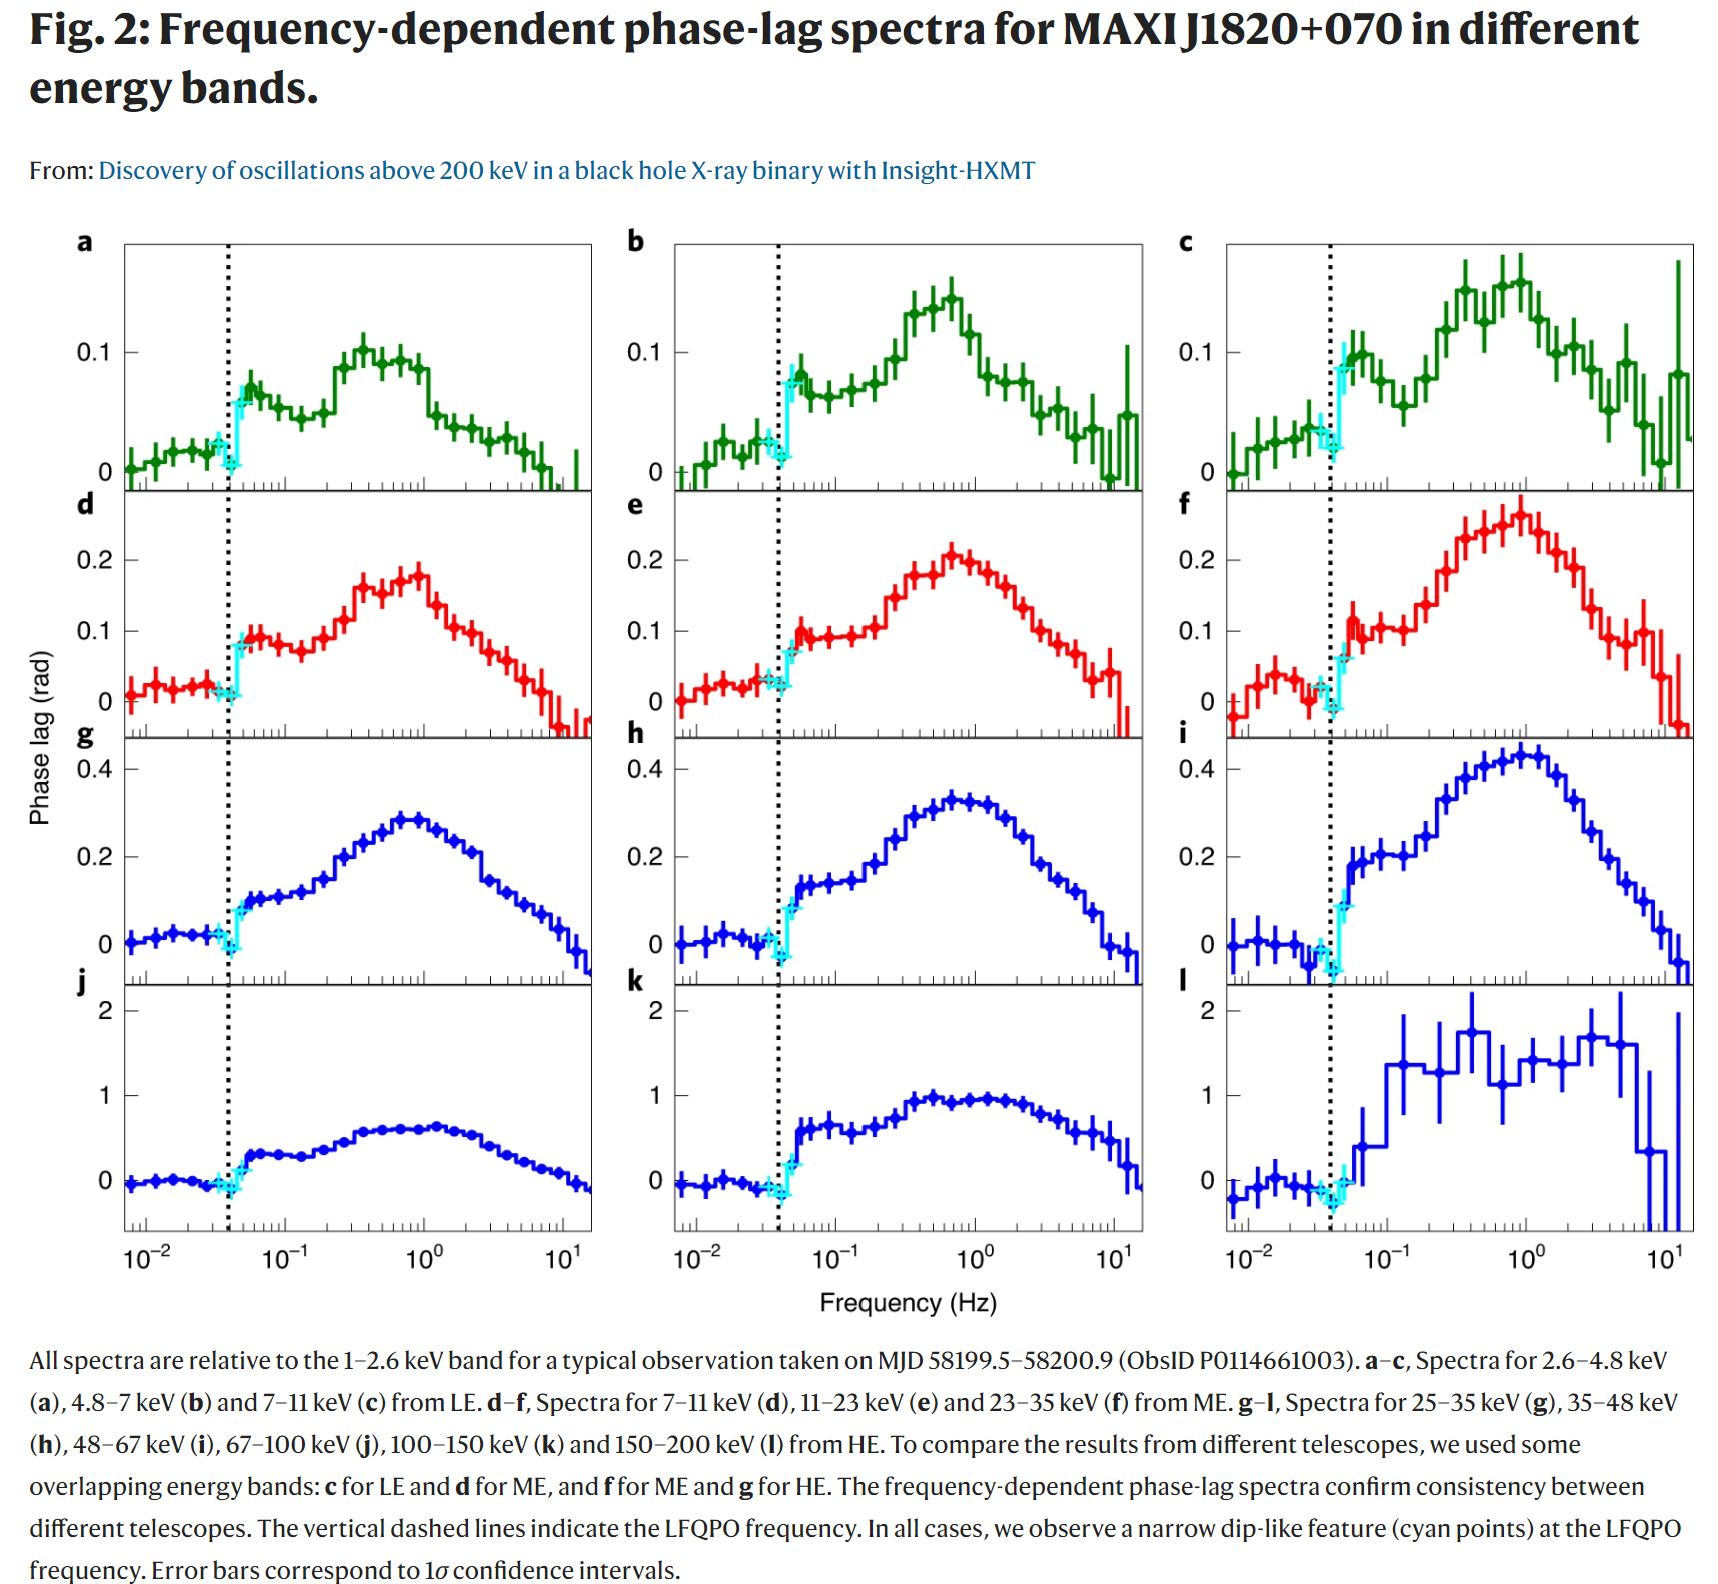 Fig. 2: Frequency-dependent phase-lag spectra for MAXI J1820+070 in different
energy bands.
From: Discovery of oscillations above 200 keV in a black hole X-ray binary with Insight-HXMT
a
b
c
0.1
0
0.1
0
0.1
0
d
e
f
0.2
0.1
0
0.2
0.1
0
0.2
0.1
0
g
h
i
0.4
0.2
0
0.4
0.2
0
0.4
0.2
0
j
k
l
2
1
0
2
1
0
2
1
0
Phase lag (rad)
10⁻² 10⁻¹ 10⁰ 10¹
10⁻² 10⁻¹ 10⁰ 10¹
10⁻² 10⁻¹ 10⁰ 10¹
Frequency (Hz)
All spectra are relative to the 1–2.6 keV band for a typical observation taken on MJD 58199.5–58200.9 (ObsID P0114661003). a–c, Spectra for 2.6–4.8 keV
(a), 4.8–7 keV (b) and 7–11 keV (c) from LE. d–f, Spectra for 7–11 keV (d), 11–23 keV (e) and 23–35 keV (f) from ME. g–l, Spectra for 25–35 keV (g), 35–48 keV
(h), 48–67 keV (i), 67–100 keV (j), 100–150 keV (k) and 150–200 keV (l) from HE. To compare the results from different telescopes, we used some
overlapping energy bands: c for LE and d for ME, and f for ME and g for HE. The frequency-dependent phase-lag spectra confirm consistency between
different telescopes. The vertical dashed lines indicate the LFQPO frequency. In all cases, we observe a narrow dip-like feature (cyan points) at the LFQPO
frequency. Error bars correspond to 1σ confidence intervals.